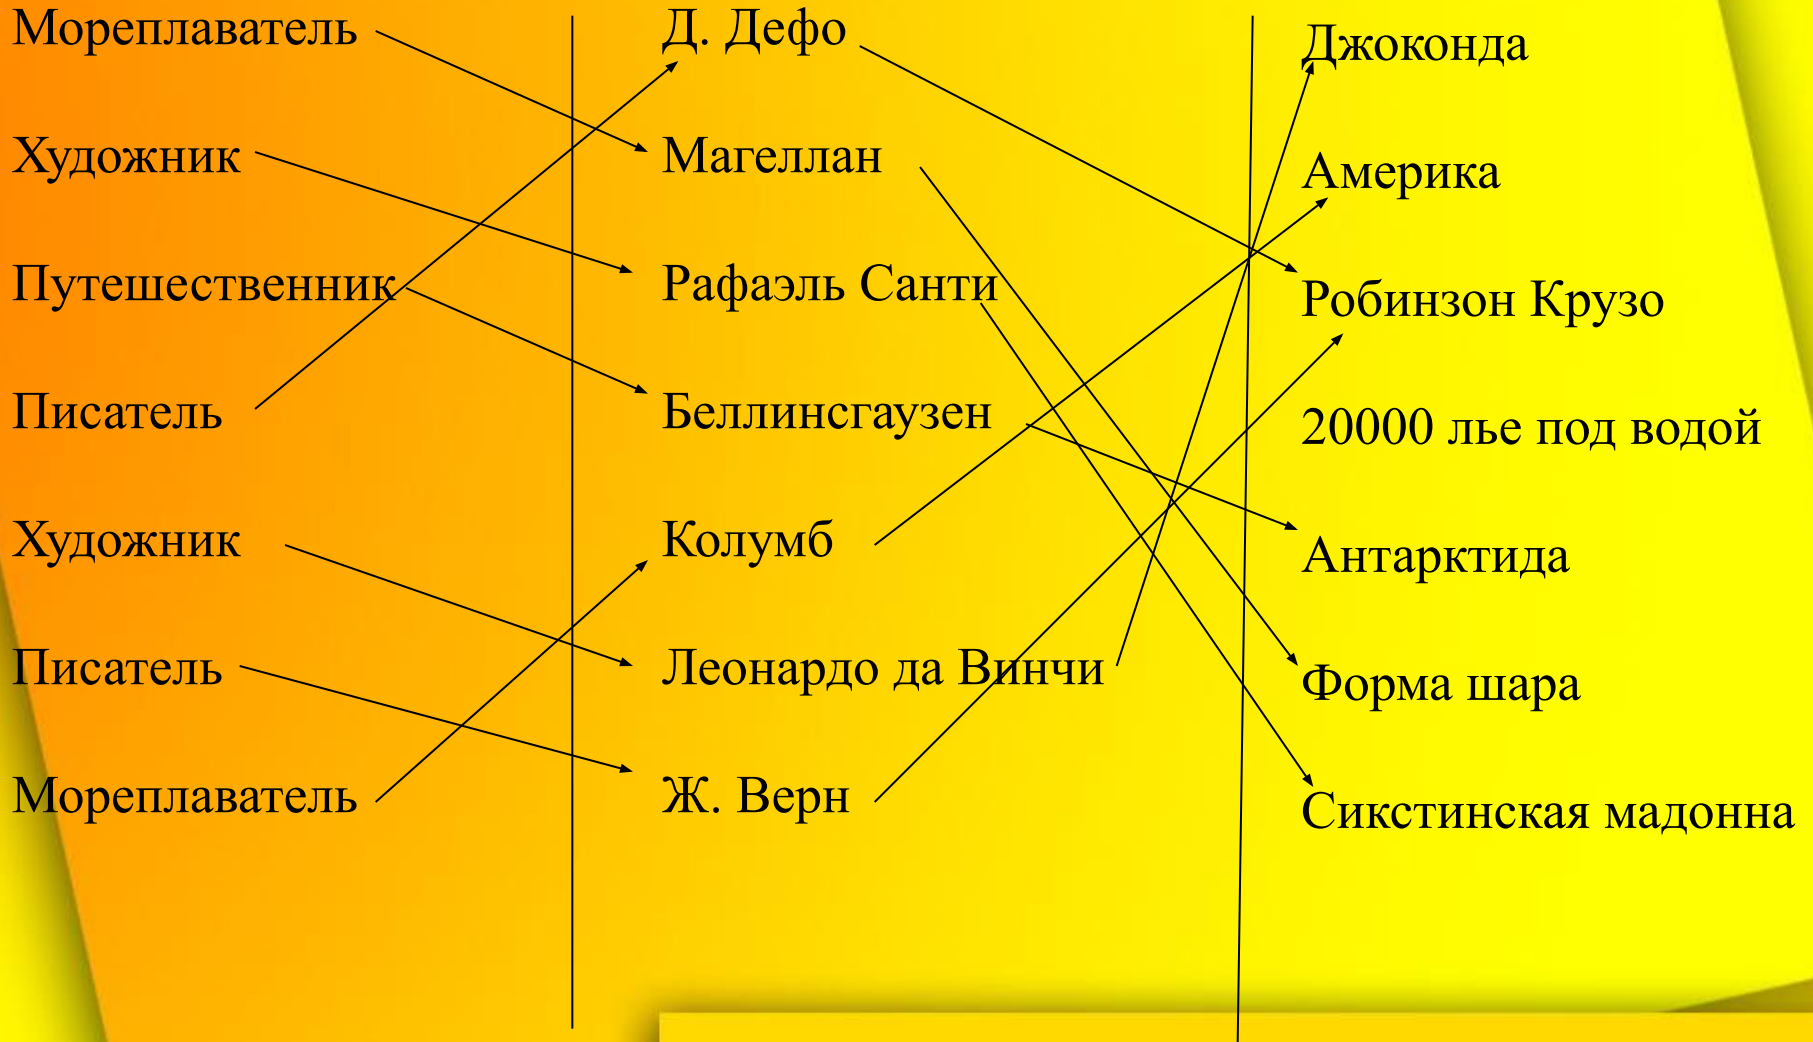 Мореплаватель
Художник
Путешественник
Писатель
Художник
Писатель
Мореплаватель
Д. Дефо
Магеллан
Рафаэль Санти
Беллинсгаузен
Колумб
Леонардо да Винчи
Ж. Верн
Джоконда
Америка
Робинзон Крузо
20000 лье под водой
Антарктида
Форма шара
Сикстинская мадонна